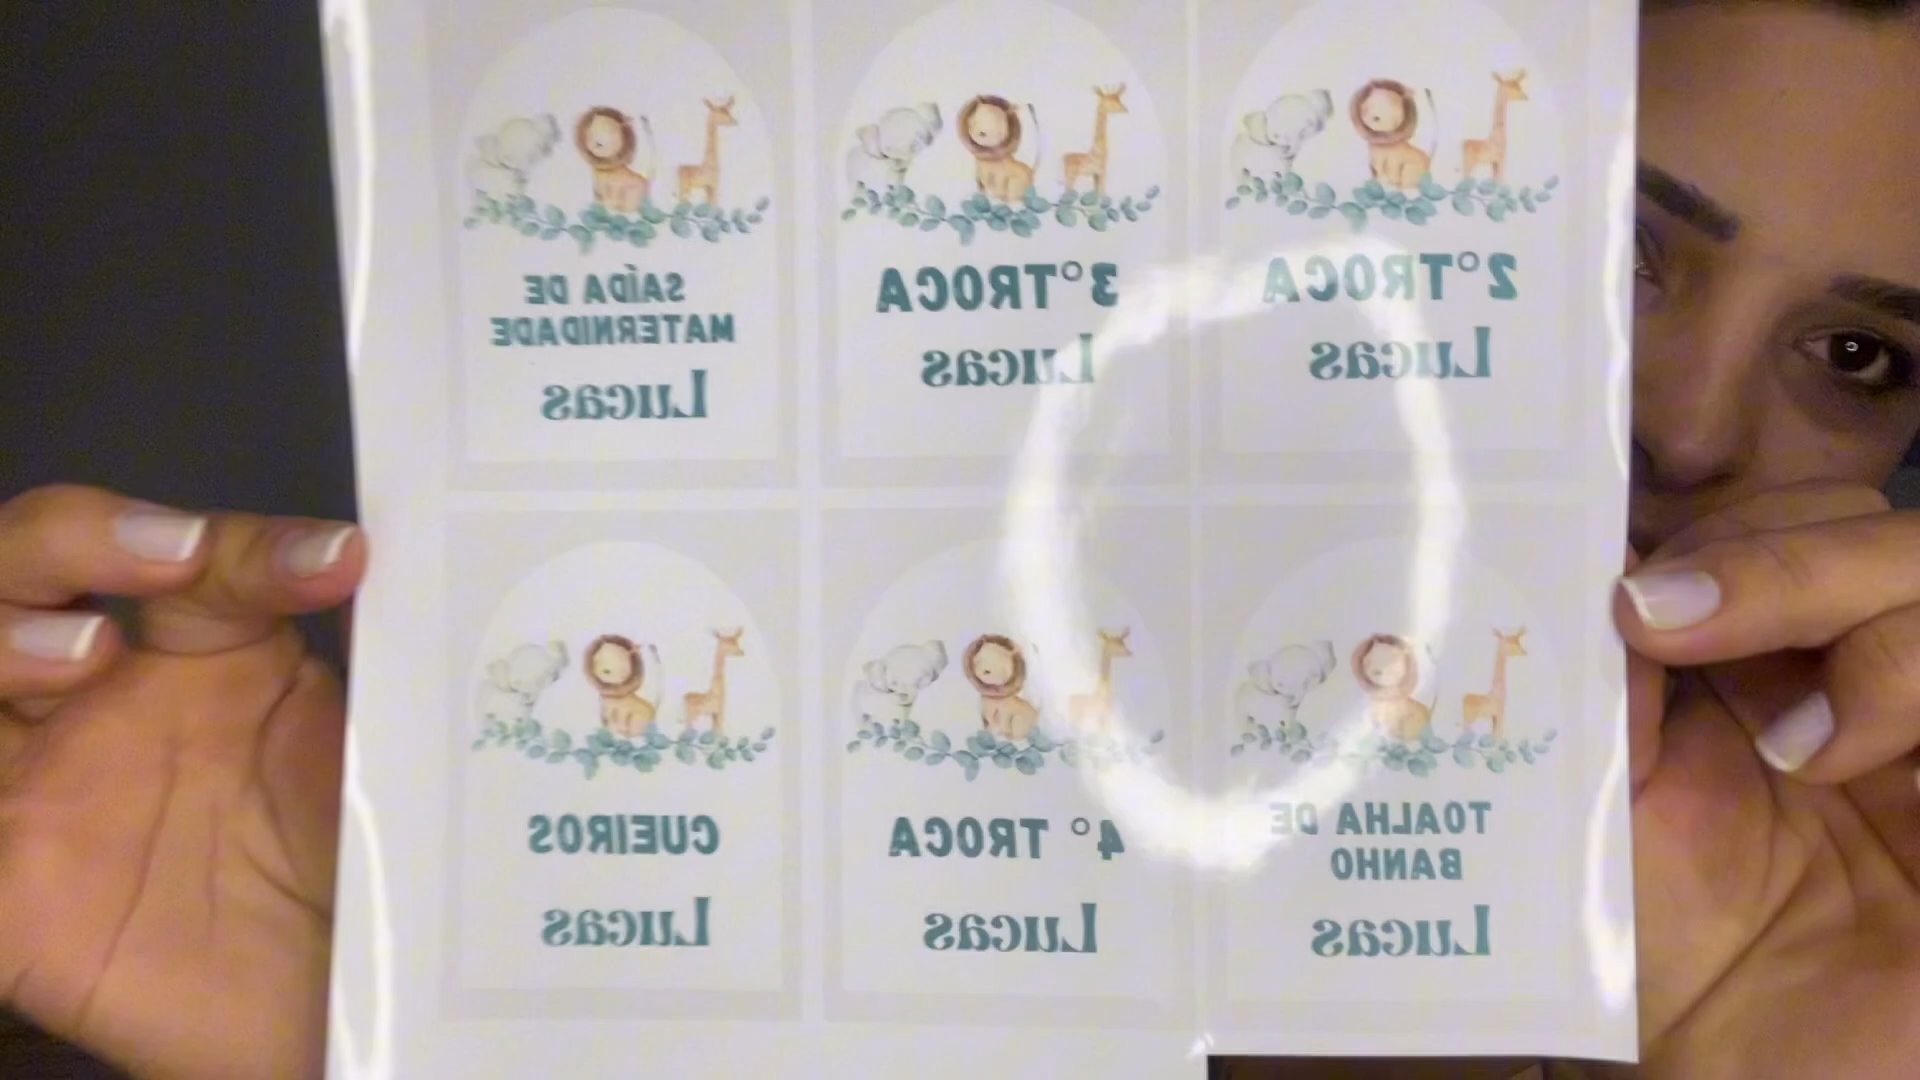 SAÍDA DE
MATERNIDADE
Lucas
3°TROCA
Lucas
2°TROCA
Lucas
CUEIROS
Lucas
4° TROCA
Lucas
TOALHA DE
BANHO
Lucas